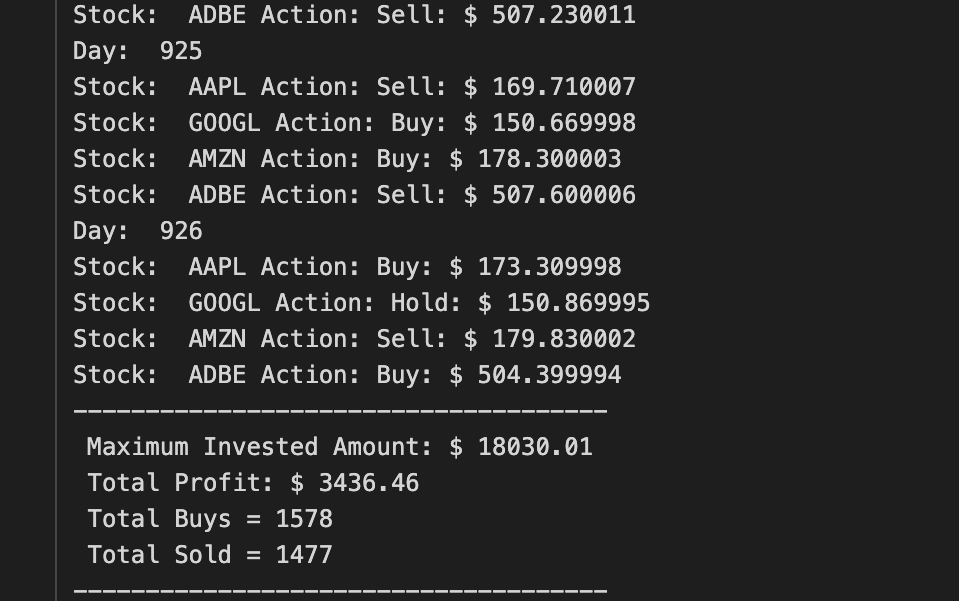 Stock:  ADBE Action: Sell: $ 507.230011
Day:  925
Stock:  AAPL Action: Sell: $ 169.710007
Stock:  GOOGL Action: Buy: $ 150.669998
Stock:  AMZN Action: Buy: $ 178.300003
Stock:  ADBE Action: Sell: $ 507.600006
Day:  926
Stock:  AAPL Action: Buy: $ 173.309998
Stock:  GOOGL Action: Hold: $ 150.869995
Stock:  AMZN Action: Sell: $ 179.830002
Stock:  ADBE Action: Buy: $ 504.399994
-------------------------------------
 Maximum Invested Amount: $ 18030.01
 Total Profit: $ 3436.46
 Total Buys = 1578
 Total Sold = 1477
-------------------------------------